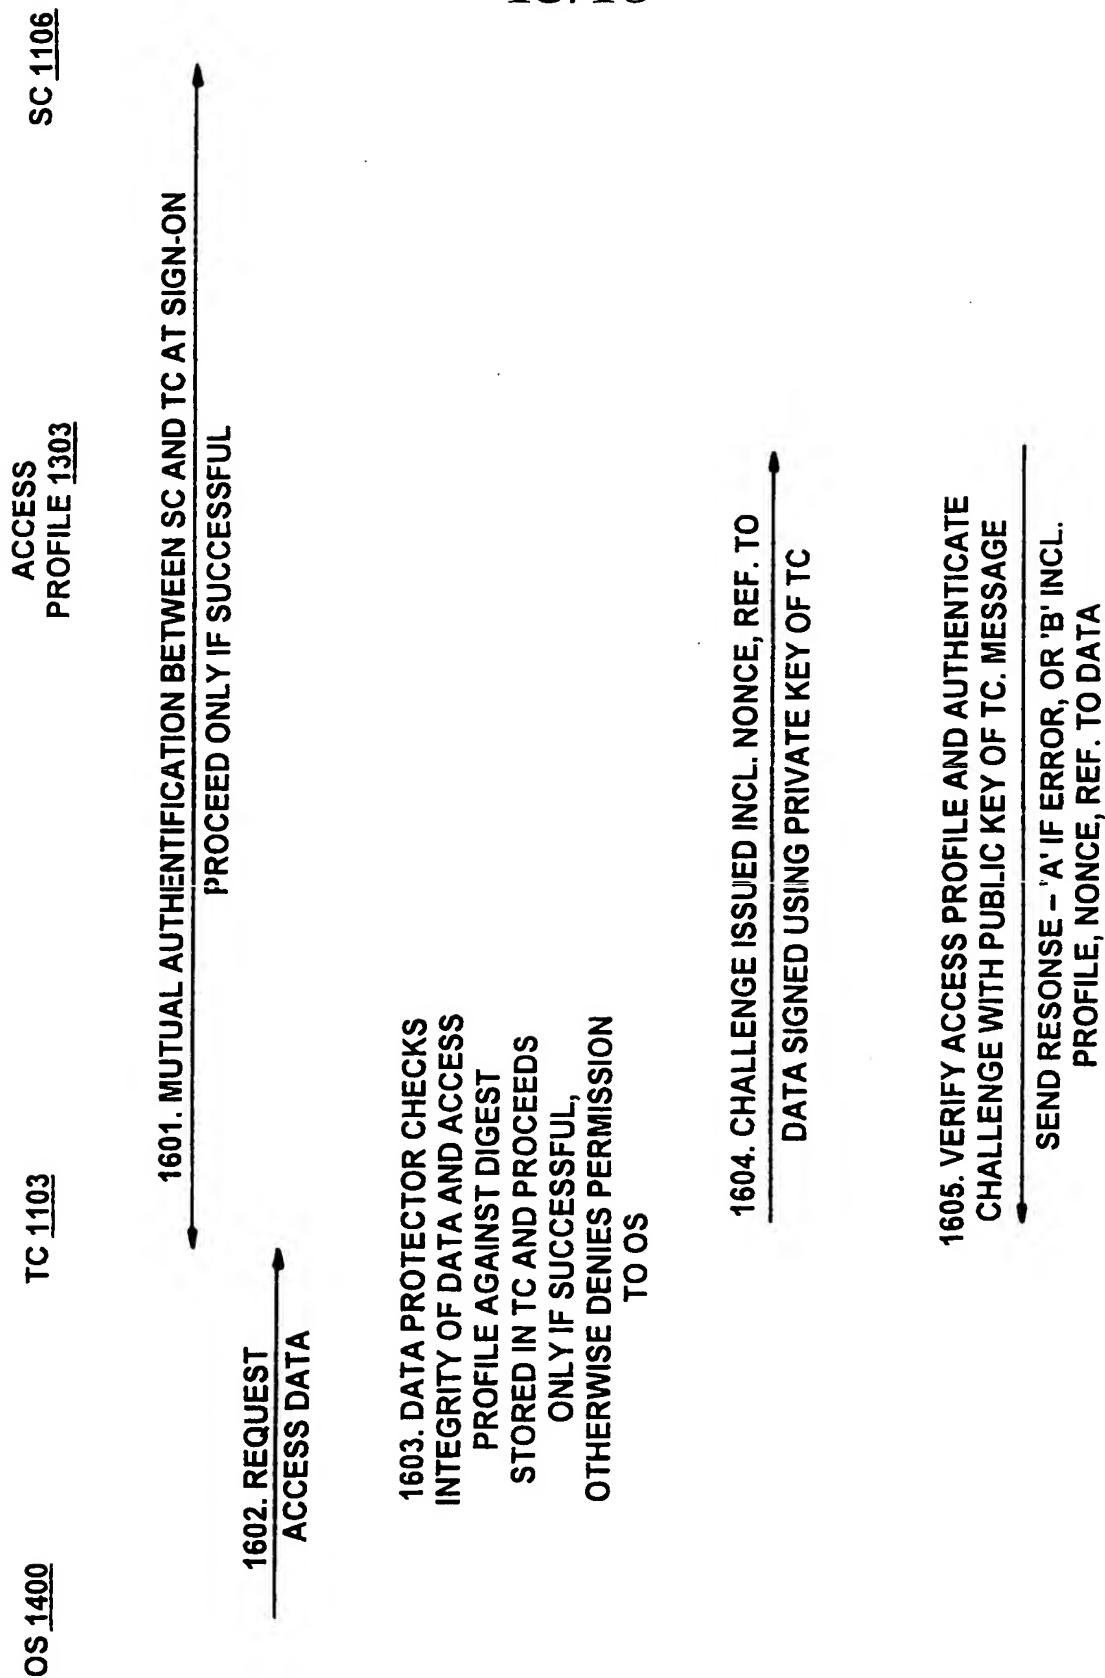 OS 1400
TC 1103
ACCESS
PROFILE 1303
SC 1106
1601. MUTUAL AUTHENTIFICATION BETWEEN SC AND TC AT SIGN-ON
PROCEED ONLY IF SUCCESSFUL
1602. REQUEST
ACCESS DATA
1603. DATA PROTECTOR CHECKS
INTEGRITY OF DATA AND ACCESS
PROFILE AGAINST DIGEST
STORED IN TC AND PROCEEDS
ONLY IF SUCCESSFUL,
OTHERWISE DENIES PERMISSION
TO OS
1604. CHALLENGE ISSUED INCL. NONCE, REF. TO
DATA SIGNED USING PRIVATE KEY OF TC
1605. VERIFY ACCESS PROFILE AND AUTHENTICATE
CHALLENGE WITH PUBLIC KEY OF TC. MESSAGE
SEND RESONSE – 'A' IF ERROR, OR 'B' INCL.
PROFILE, NONCE, REF. TO DATA